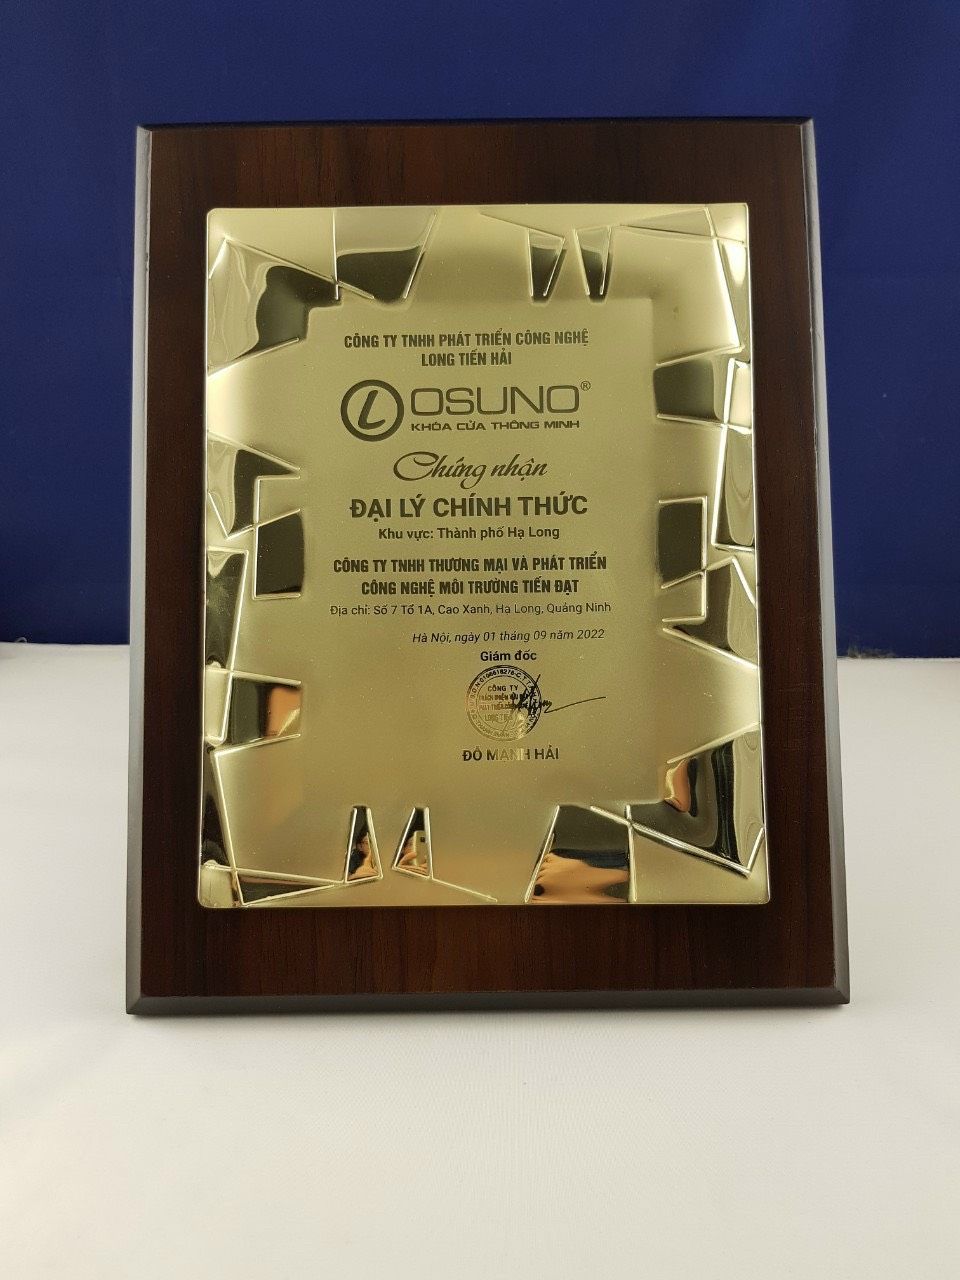 CÔNG TY TNHH PHÁT TRIỂN CÔNG NGHỆ
LONG TIẾN HẢI
OSUNO®
KHÓA CỬA THÔNG MINH
Chứng nhận
ĐẠI LÝ CHÍNH THỨC
Khu vực: Thành phố Hạ Long
CÔNG TY TNHH THƯƠNG MẠI VÀ PHÁT TRIỂN
CÔNG NGHỆ MÔI TRƯỜNG TIẾN ĐẠT
Địa chỉ: Số 7 Tổ 1A, Cao Xanh, Hạ Long, Quảng Ninh
Hà Nội, ngày 01 tháng 09 năm 2022
Giám đốc
CÔNG TY
ĐỖ MẠNH HẢI